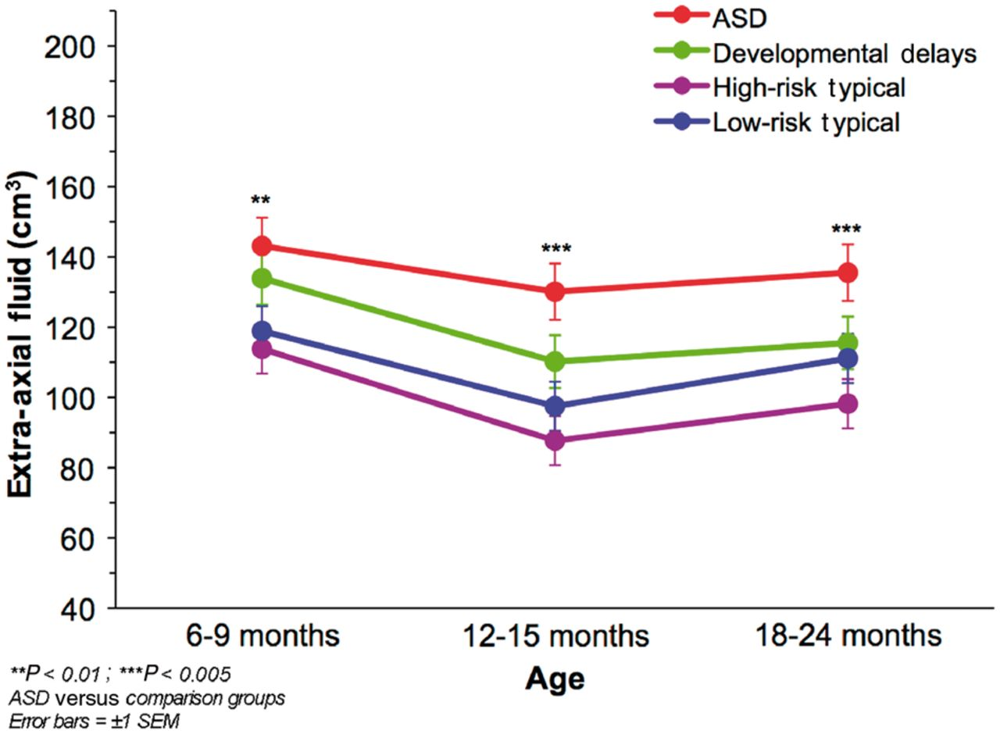 ASD
Developmental delays
High-risk typical
Low-risk typical
Extra-axial fluid (cm³)
200
180
160
140
120
100
80
60
40
**
***
***
6-9 months 12-15 months 18-24 months
Age
**P < 0.01 ; ***P < 0.005
ASD versus comparison groups
Error bars = ±1 SEM